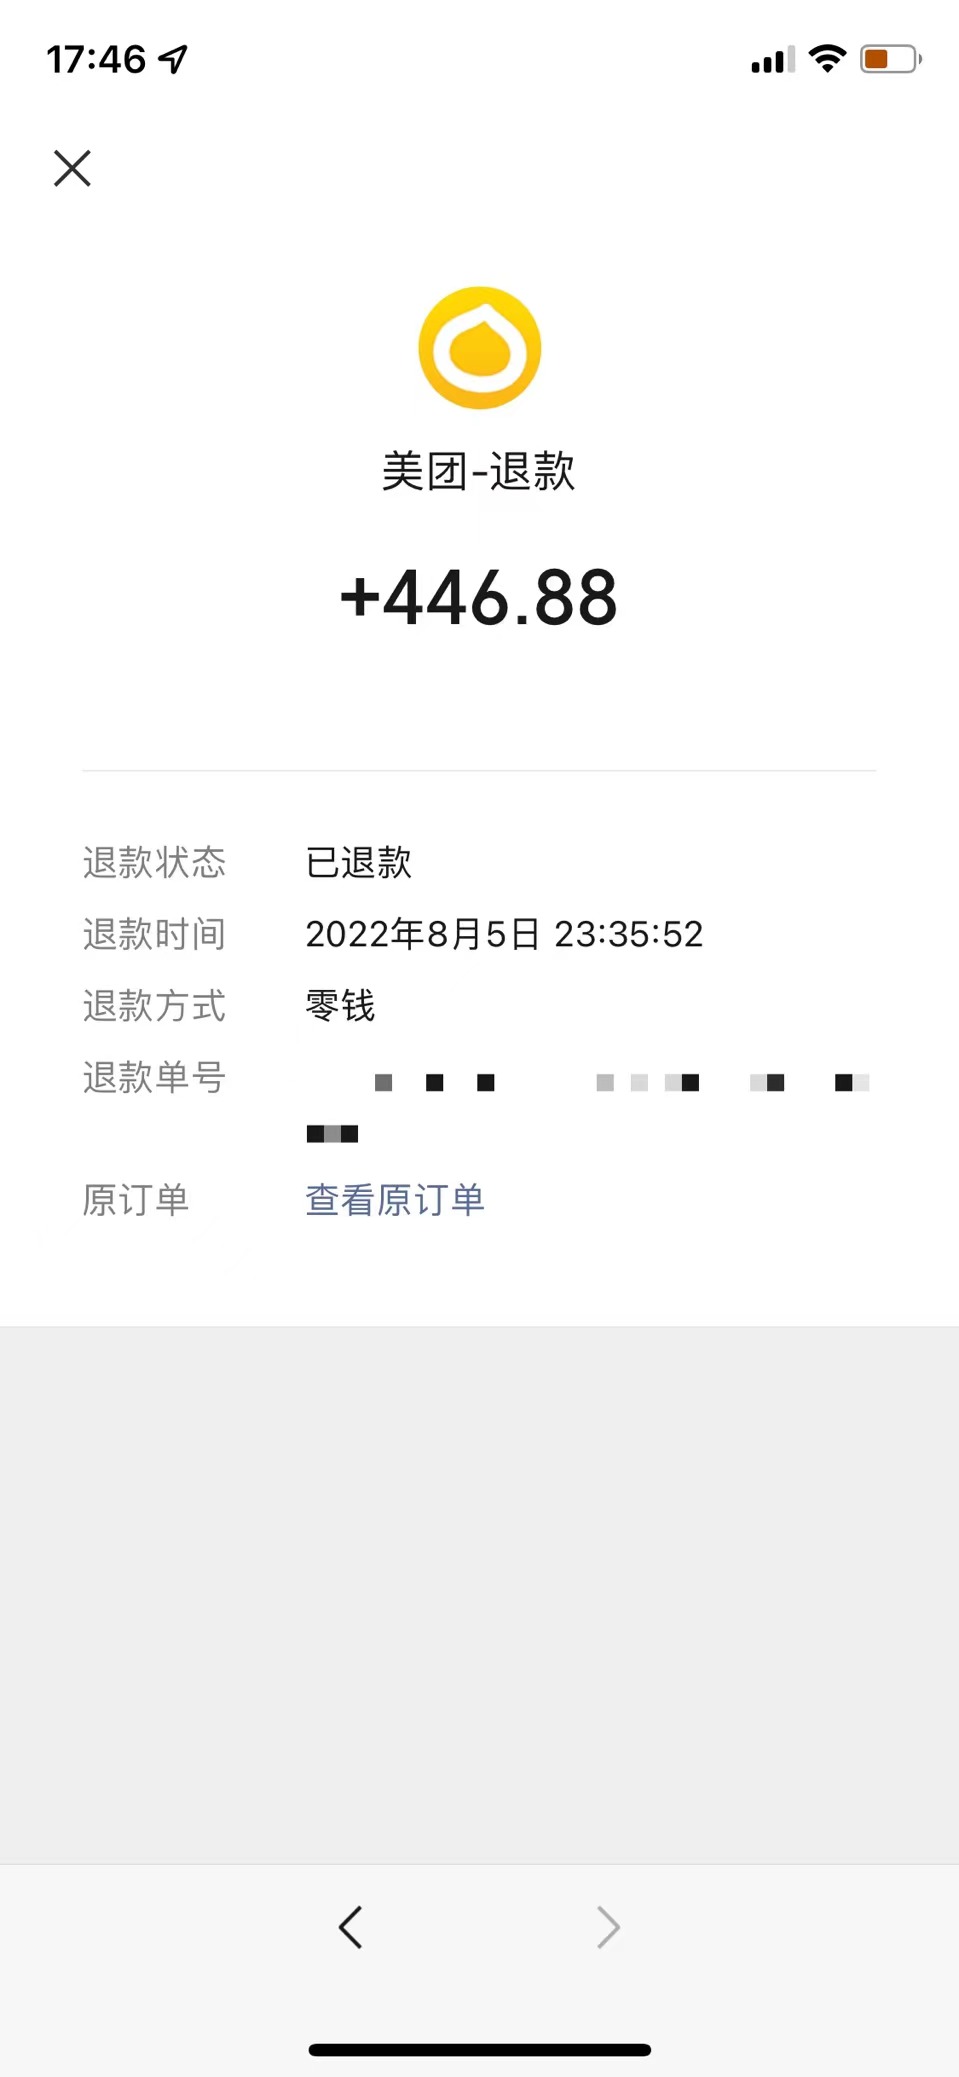 17:46
美团-退款
+446.88
退款状态 已退款
退款时间 2022年8月5日 23:35:52
退款方式 零钱
退款单号
原订单 查看原订单